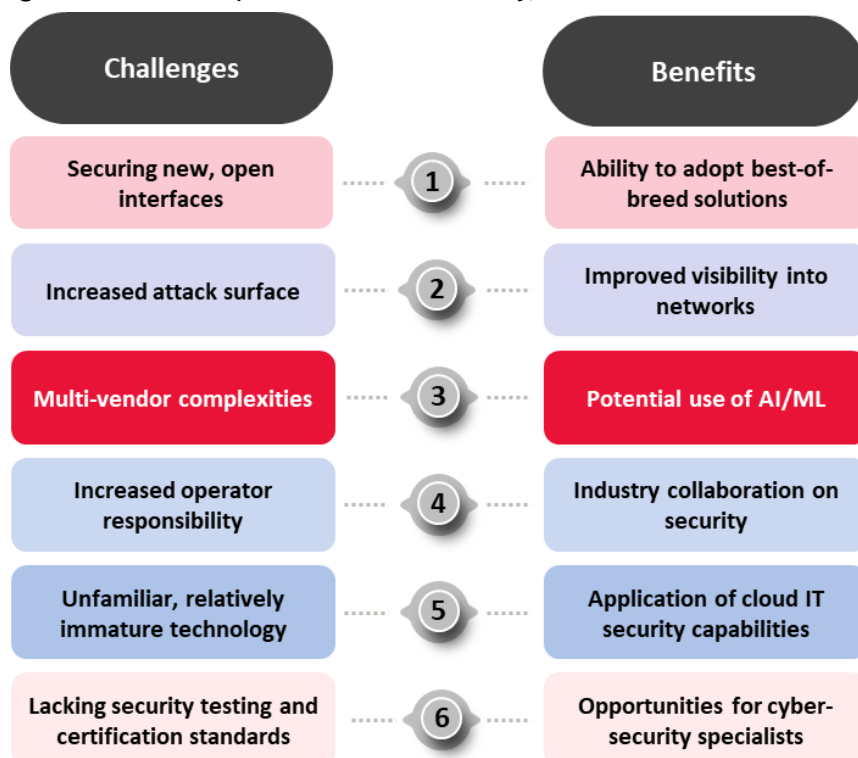 Challenges
Benefits
Securing new, open
interfaces
1
Ability to adopt best-of-
breed solutions
Increased attack surface
2
Improved visibility into
networks
Multi-vendor complexities
3
Potential use of AI/ML
Increased operator
responsibility
4
Industry collaboration on
security
Unfamiliar, relatively
immature technology
5
Application of cloud IT
security capabilities
Lacking security testing and
certification standards
6
Opportunities for cyber-
security specialists